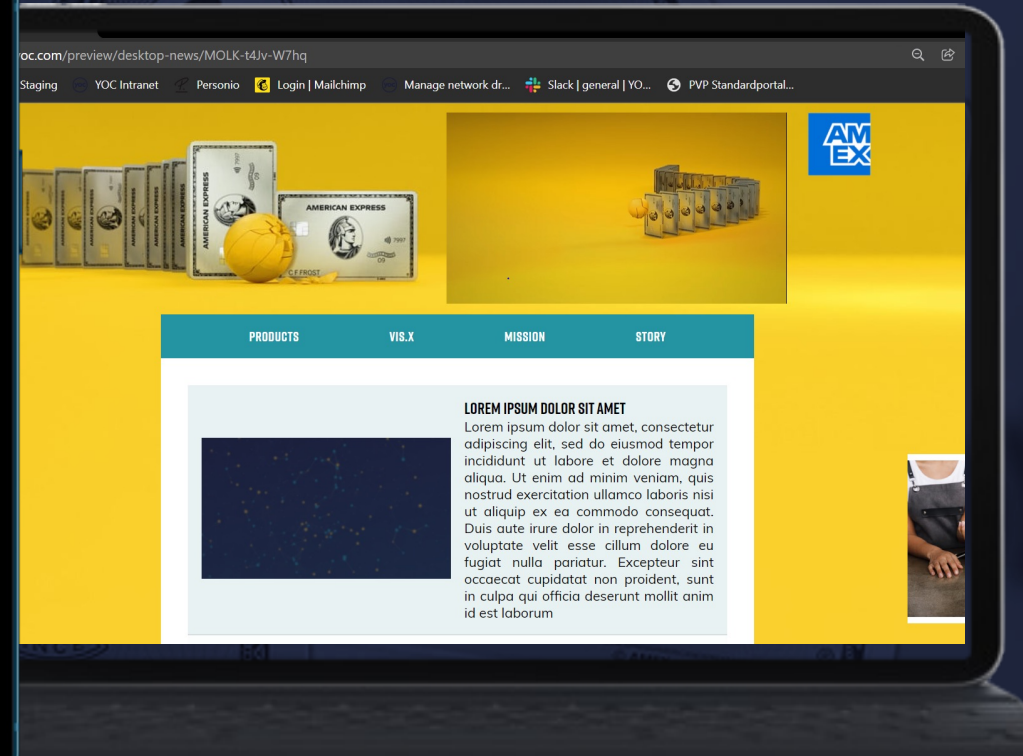 oc.com/preview/desktop-news/MOLK-t4Jv-W7hq
Staging YOC Intranet Personio Login | Mailchimp Manage network dr... Slack | general | YO... PVP Standardportal...
AM
EX
AMERICAN EXPRESS
7997
09
AMERICAN EXPRESS
7997
09
C F FROST
PRODUCTS VIS.X MISSION STORY
LOREM IPSUM DOLOR SIT AMET
Lorem ipsum dolor sit amet, consectetur
adipiscing elit, sed do eiusmod tempor
incididunt ut labore et dolore magna
aliqua. Ut enim ad minim veniam, quis
nostrud exercitation ullamco laboris nisi
ut aliquip ex ea commodo consequat.
Duis aute irure dolor in reprehenderit in
voluptate velit esse cillum dolore eu
fugiat nulla pariatur. Excepteur sint
occaecat cupidatat non proident, sunt
in culpa qui officia deserunt mollit anim
id est laborum